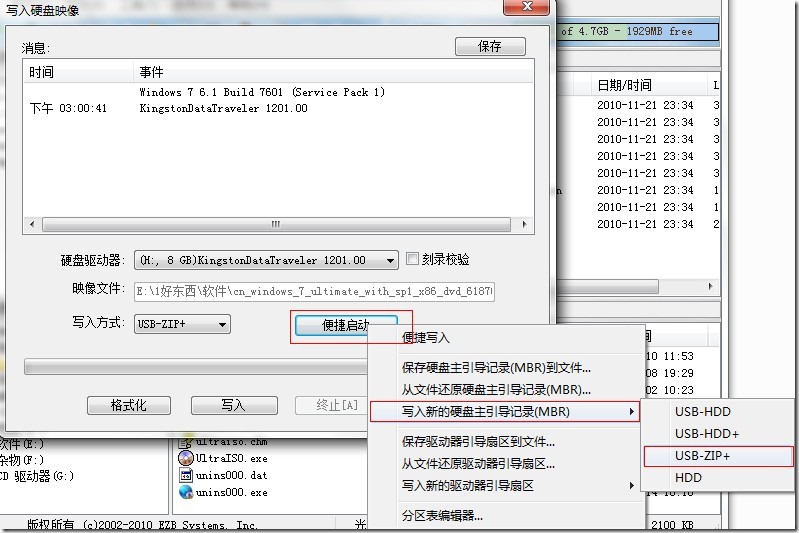 写入硬盘映像
of 4.7GB - 1929MB free
消息:
保存
时间 事件
Windows 7 6.1 Build 7601 (Service Pack 1)
下午 03:00:41 KingstonDataTraveler 1201.00
日期/时间 L
2010-11-21 23:34 3
2010-11-21 23:34 3
2010-11-21 23:34 3
2010-11-21 23:34 3
2010-11-21 23:34 3
n 2010-11-21 23:34 1
2010-11-21 23:34 1
2010-11-21 23:34 2
硬盘驱动器: (H:, 8 GB)KingstonDataTraveler 1201.00 刻录校验
映像文件: E:\1好东西\软件\cn_windows_7_ultimate_with_sp1_x86_dvd_61870
写入方式: USB-ZIP+ 便捷启动
格式化 写入 终止[A]
便捷写入
保存硬盘主引导记录(MBR)到文件...
从文件还原硬盘主引导记录(MBR)...
写入新的硬盘主引导记录(MBR)
保存驱动器引导扇区到文件...
从文件还原驱动器引导扇区...
写入新的驱动器引导扇区
分区表编辑器...
USB-HDD
USB-HDD+
USB-ZIP+
HDD
间
10 11:53
08 19:29
02 10:23
软件(E:)
杂物(F:)
CD 驱动器(G:)
ultraiso.chm
UltraISO.exe
unins000.dat
unins000.exe
版权所有 (c)2002-2010 EZB Systems, Inc.
光
2100 KB